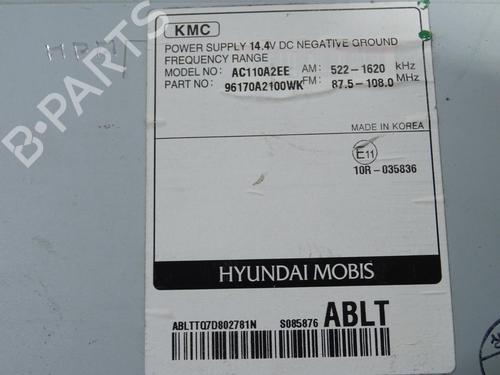 KMC
POWER SUPPLY 14.4V DC NEGATIVE GROUND
FREQUENCY RANGE
MODEL NO; AC110A2EE AM: 522-1620 kHz
PART NO; 96170A2100WK FM: 87.5-108.0 MHz
MADE IN KOREA
E11
10R-035836
HYUNDAI MOBIS
ABLTTQ7D802781N S085876 ABLT
B-PARTS